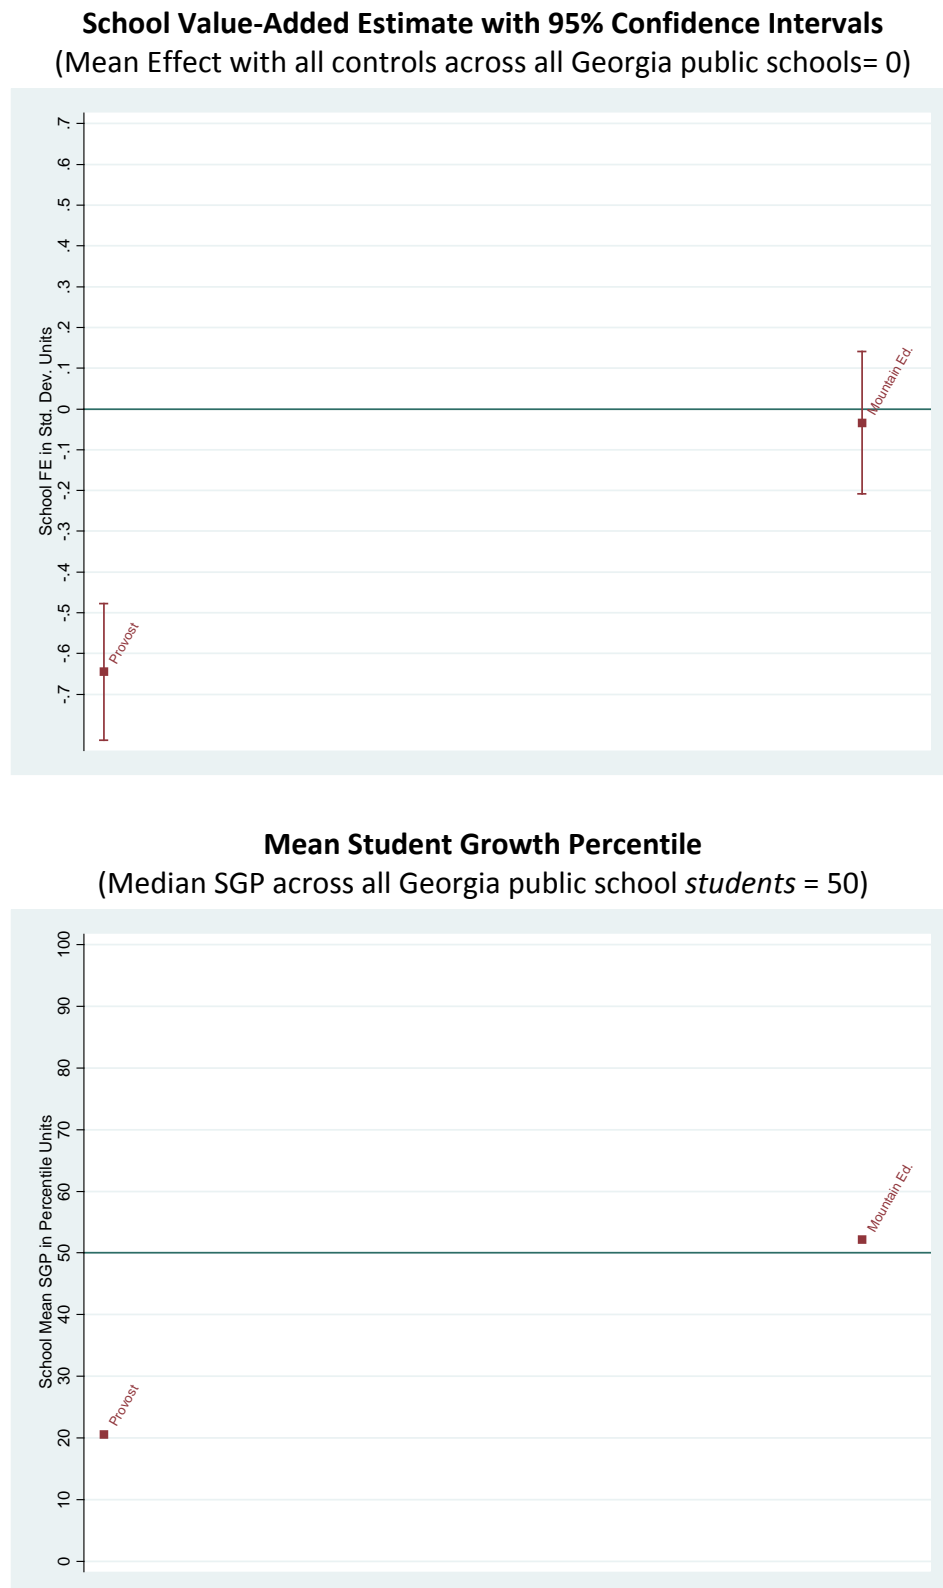 School Value-Added Estimate with 95% Confidence Intervals
(Mean Effect with all controls across all Georgia public schools= 0)
School FE in Std. Dev. Units
.7
.6
.5
.4
.3
.2
.1
0
-.1
-.2
-.3
-.4
-.5
-.6
-.7
Mountain Ed.
Provost
Mean Student Growth Percentile
(Median SGP across all Georgia public school students = 50)
School Mean SGP in Percentile Units
100
90
80
70
60
50
40
30
20
10
0
Mountain Ed.
Provost